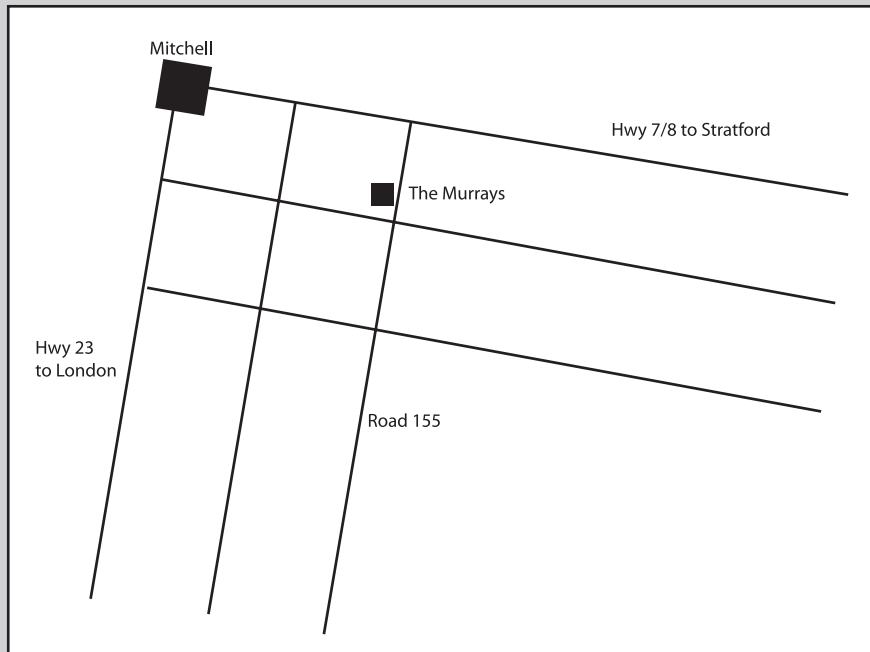 Mitchell
Hwy 7/8 to Stratford
The Murrays
Hwy 23
to London
Road 155